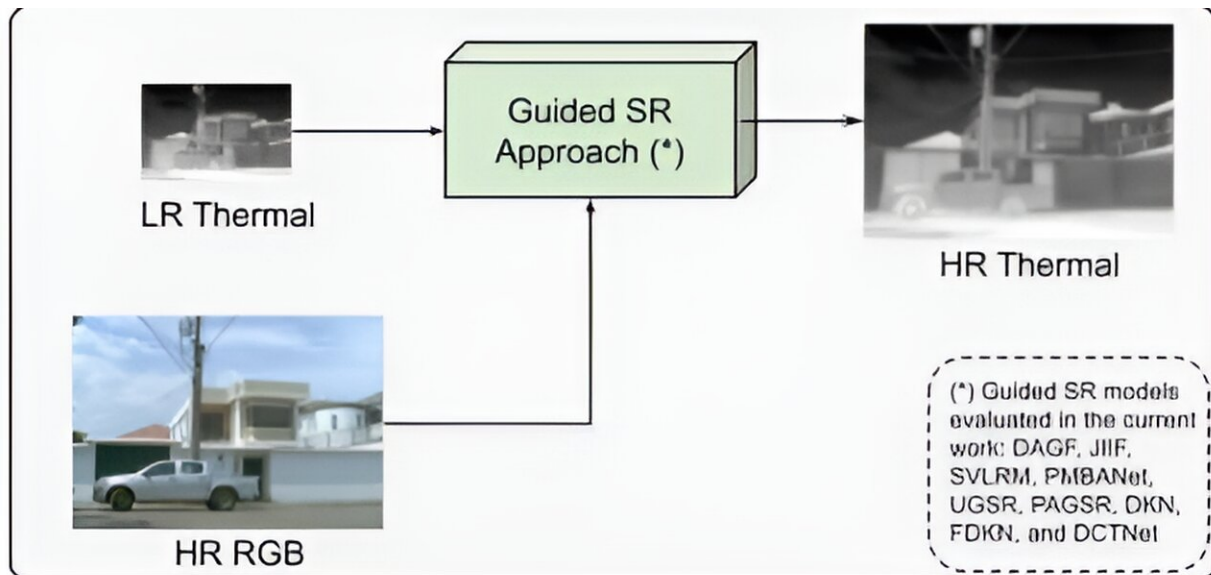 Guided SR
Approach (*)
LR Thermal
HR Thermal
HR RGB
(*) Guided SR models
evaluated in the current
work: DAGF, JIIF,
SVLRM, PMBANet,
UGSR, PAGSR, DKN,
FDKN, and DCTNet